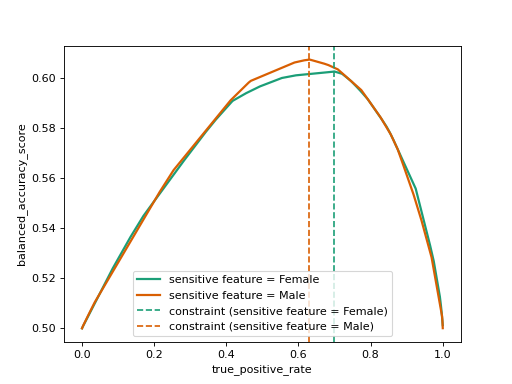 balanced_accuracy_score
0.60
0.58
0.56
0.54
0.52
0.50
sensitive feature = Female
sensitive feature = Male
constraint (sensitive feature = Female)
constraint (sensitive feature = Male)
0.0 0.2 0.4 0.6 0.8 1.0
true_positive_rate